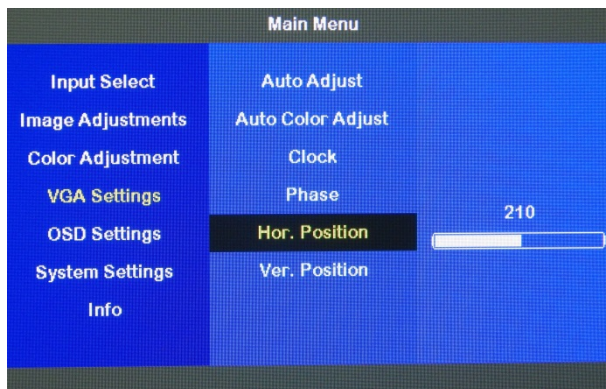 Main Menu
Input Select
Image Adjustments
Color Adjustment
VGA Settings
OSD Settings
System Settings
Info
Auto Adjust
Auto Color Adjust
Clock
Phase
Hor. Position
Ver. Position
210